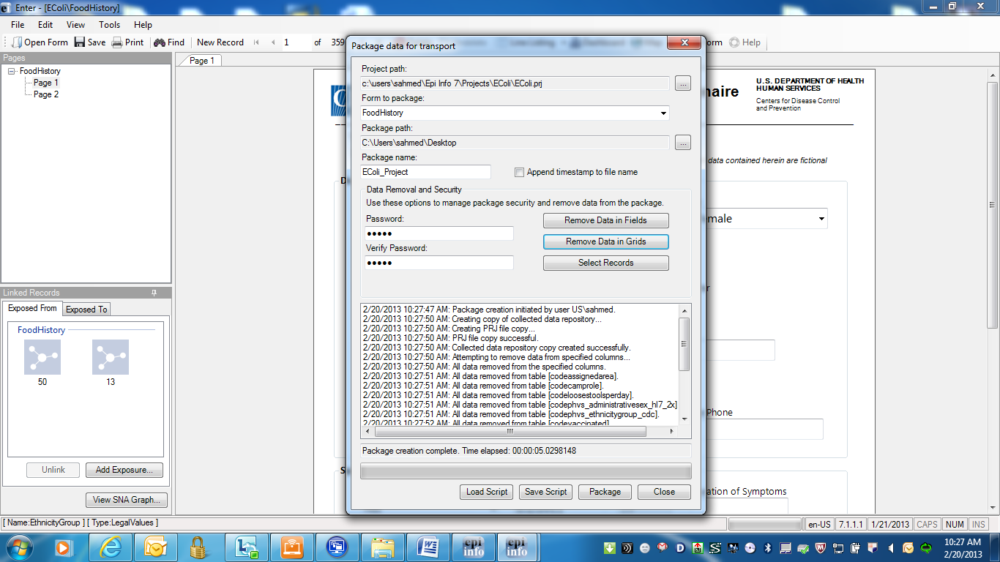 Enter - [EColi\FoodHistory]
File Edit View Tools Help
Open Form Save Print Find New Record 1 of 359
Help
Pages
FoodHistory
Page 1
Page 2
Page 1
U.S. DEPARTMENT OF HEALTH
HUMAN SERVICES
Centers for Disease Control
and Prevention
data contained herein are fictional
Phone
ation of Symptoms
Package data for transport
Project path:
c:\users\sahmed\Epi Info 7\Projects\EColi\EColi.prj
...
Form to package:
FoodHistory
Package path:
C:\Users\sahmed\Desktop
...
Package name:
EColi_Project
Append timestamp to file name
Data Removal and Security
Use these options to manage package security and remove data from the package.
Password:
Remove Data in Fields
●●●●●
Remove Data in Grids
Verify Password:
●●●●●
Select Records
2/20/2013 10:27:47 AM: Package creation initiated by user US\sahmed.
2/20/2013 10:27:50 AM: Creating copy of collected data repository...
2/20/2013 10:27:50 AM: Creating PRJ file copy...
2/20/2013 10:27:50 AM: PRJ file copy successful.
2/20/2013 10:27:50 AM: Collected data repository copy created successfully.
2/20/2013 10:27:50 AM: Attempting to remove data from specified columns...
2/20/2013 10:27:50 AM: All data removed from the specified columns.
2/20/2013 10:27:51 AM: All data removed from table [codeassignedarea].
2/20/2013 10:27:51 AM: All data removed from table [codecamprole].
2/20/2013 10:27:51 AM: All data removed from table [codeloosestoolsperday].
2/20/2013 10:27:51 AM: All data removed from table [codephvs_administrativesex_hl7_2x]
2/20/2013 10:27:51 AM: All data removed from table [codephvs_ethnicitygroup_cdc].
2/20/2013 10:27:52 AM: All data removed from table [codevaccinated]
Package creation complete. Time elapsed: 00:00:05.0298148
Load Script Save Script Package Close
Linked Records
Exposed From Exposed To
FoodHistory
50 13
Unlink Add Exposure...
View SNA Graph...
[ Name:EthnicityGroup ] [ Type:LegalValues ]
en-US 7.1.1.1 1/21/2013 CAPS NUM INS
epi info
epi info
10:27 AM
2/20/2013